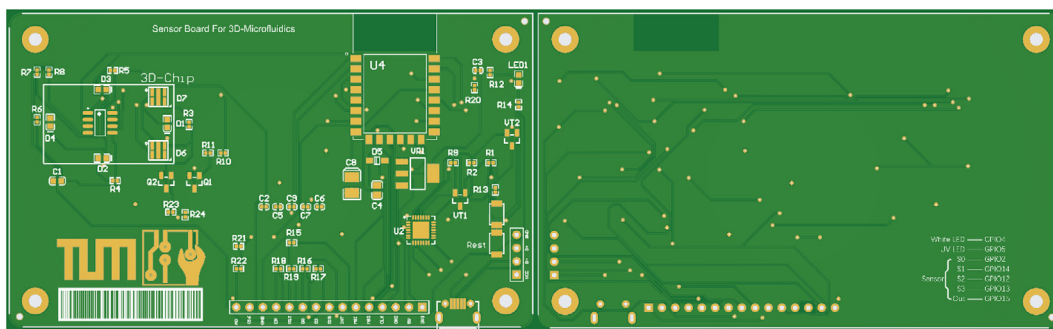 Sensor Board For 3D-Microfluidics
R7
R8
R5
D3
3D-Chip
D7
R6
D4
D1
R3
D2
D6
R11
R10
C1
R4
Q2
Q1
R23
R24
U4
C3
LED1
R12
R20
R14
VT2
D5
VR1
C8
C4
R9
R2
R1
R13
VT1
C2
C5
C9
C7
C6
U2
Rest
R21
R22
R15
R18
R16
R19
R17
TUM
White LED — GPIO4
UV LED — GPIO5
Sensor
S0 — GPIO2
S1 — GPIO14
S2 — GPIO12
S3 — GPIO13
Out — GPIO15